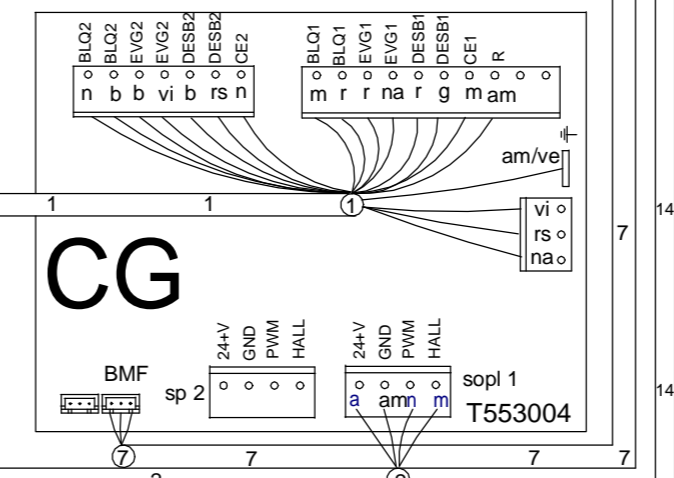 BLQ2 BLQ2 EVG2 EVG2 DESB2 DESB2 CE2
BLQ1 BLQ1 EVG1 EVG1 DESB1 DESB1 CE1 R
n b b vi b rs n
m r r na r g m am
am/ve
1 1 1
vi
rs
na
7
14
CG
24+V GND PWM HALL
24+V GND PWM HALL
14
BMF
sp 2
sopl 1
a am n m
T553004
7 7 7 7